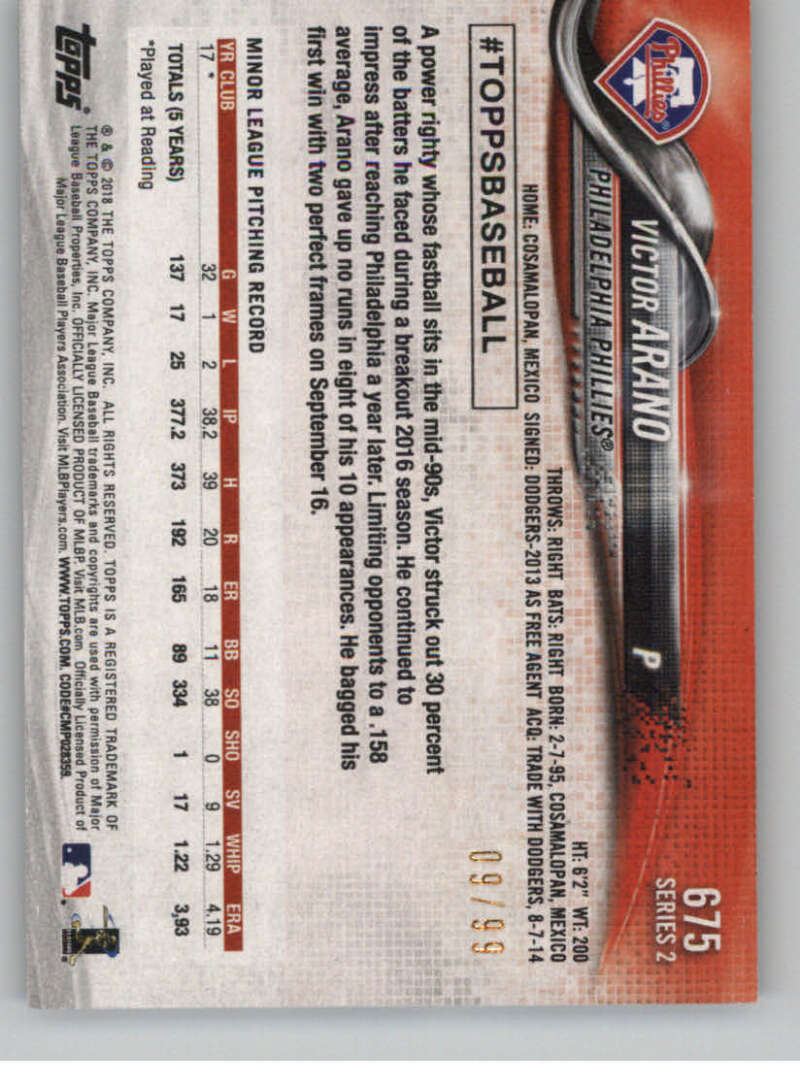 Phillies®
675
SERIES 2
VICTOR ARANO P
PHILADELPHIA PHILLIES®
HT: 6'2" WT: 200
THROWS: RIGHT BATS: RIGHT BORN: 2-7-95, COSAMALOPAN, MEXICO
HOME: COSAMALOPAN, MEXICO SIGNED: DODGERS-2013 AS FREE AGENT ACQ: TRADE WITH DODGERS, 8-7-14
#TOPPSBASEBALL
09/99
A power righty whose fastball sits in the mid-90s, Victor struck out 30 percent
of the batters he faced during a breakout 2016 season. He continued to
impress after reaching Philadelphia a year later. Limiting opponents to a .158
average, Arano gave up no runs in eight of his 10 appearances. He bagged his
first win with two perfect frames on September 16.
MINOR LEAGUE PITCHING RECORD
YR CLUB G W L IP H R ER BB SO SHO SV WHIP ERA
17 * 32 1 2 38.2 39 20 18 11 38 0 9 1.29 4.19
TOTALS (5 YEARS) 137 17 25 377.2 373 192 165 89 334 1 17 1.22 3.93
*Played at Reading
topps®
® & © 2018 THE TOPPS COMPANY, INC. ALL RIGHTS RESERVED. TOPPS IS A REGISTERED TRADEMARK OF
THE TOPPS COMPANY, INC. Major League Baseball trademarks and copyrights are used with permission of Major
League Baseball Properties, Inc. OFFICIALLY LICENSED PRODUCT OF MLBP. Visit MLB.com. Officially Licensed Product of
Major League Baseball Players Association. Visit MLBPlayers.com. WWW.TOPPS.COM. CODE#CMP028359.